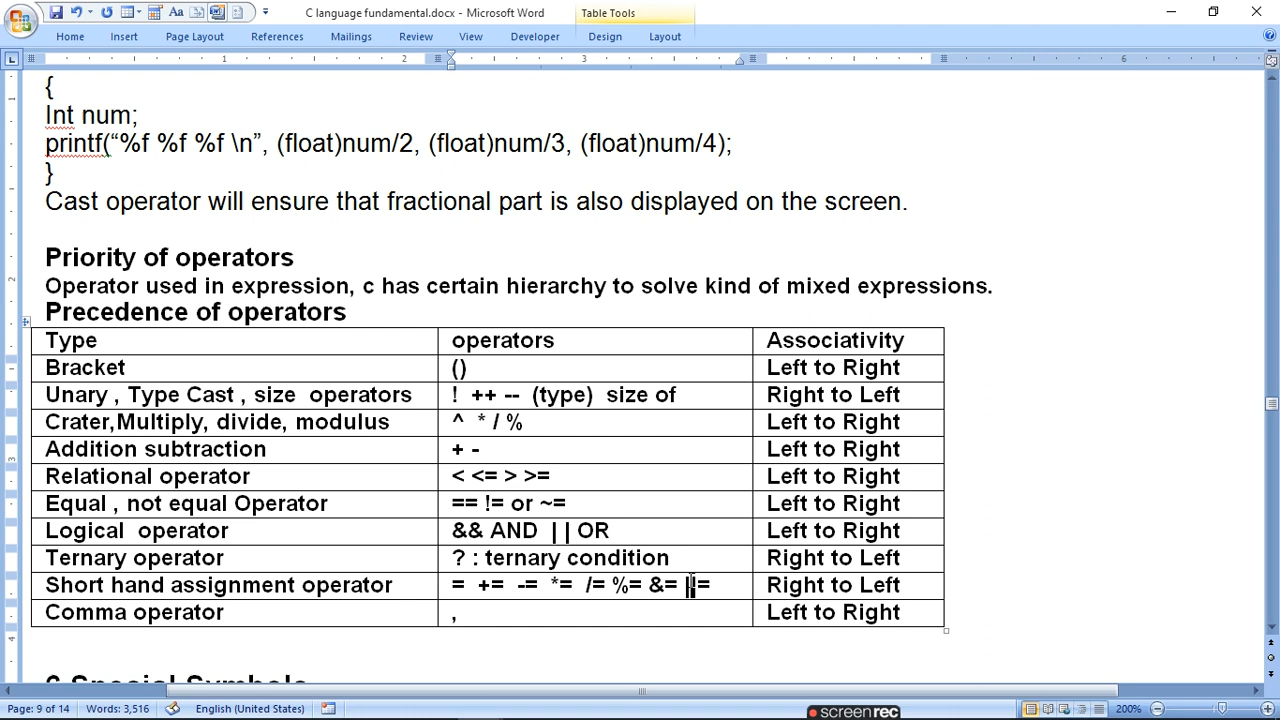 C language fundamental.docx - Microsoft Word
Table Tools
Home Insert Page Layout References Mailings Review View Developer Design Layout
L 1 2 3 6
{
Int num;
printf(“%f %f %f \n”, (float)num/2, (float)num/3, (float)num/4);
}
Cast operator will ensure that fractional part is also displayed on the screen.
Priority of operators
Operator used in expression, c has certain hierarchy to solve kind of mixed expressions.
Precedence of operators
Type operators Associativity
Bracket () Left to Right
Unary , Type Cast , size operators ! ++ -- (type) size of Right to Left
Crater,Multiply, divide, modulus ^ * / % Left to Right
Addition subtraction + - Left to Right
Relational operator < <= > >= Left to Right
Equal , not equal Operator == != or ~= Left to Right
Logical operator && AND | | OR Left to Right
Ternary operator ? : ternary condition Right to Left
Short hand assignment operator = += -= *= /= %= &= ||= Right to Left
Comma operator , Left to Right
Page: 9 of 14 Words: 3,516 English (United States) screenrec 200%